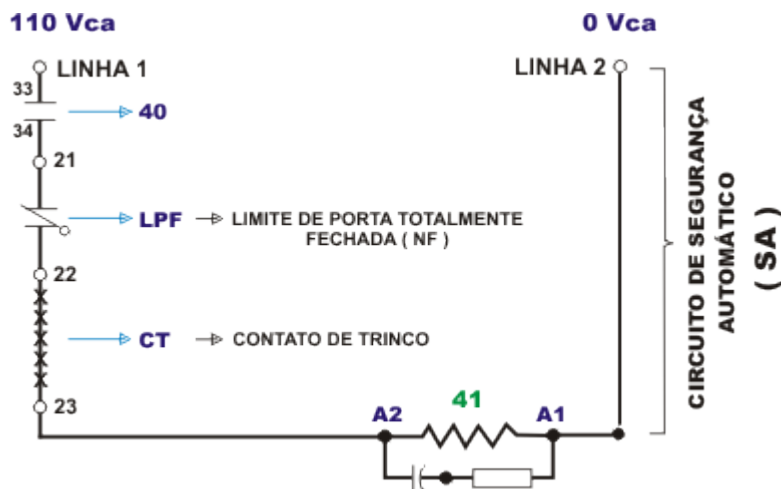 110 Vca
0 Vca
LINHA 1
LINHA 2
33
40
34
21
LPF
LIMITE DE PORTA TOTALMENTE
FECHADA ( NF )
22
CT
CONTATO DE TRINCO
23
A2
41
A1
CIRCUITO DE SEGURANÇA
AUTOMÁTICO
( SA )